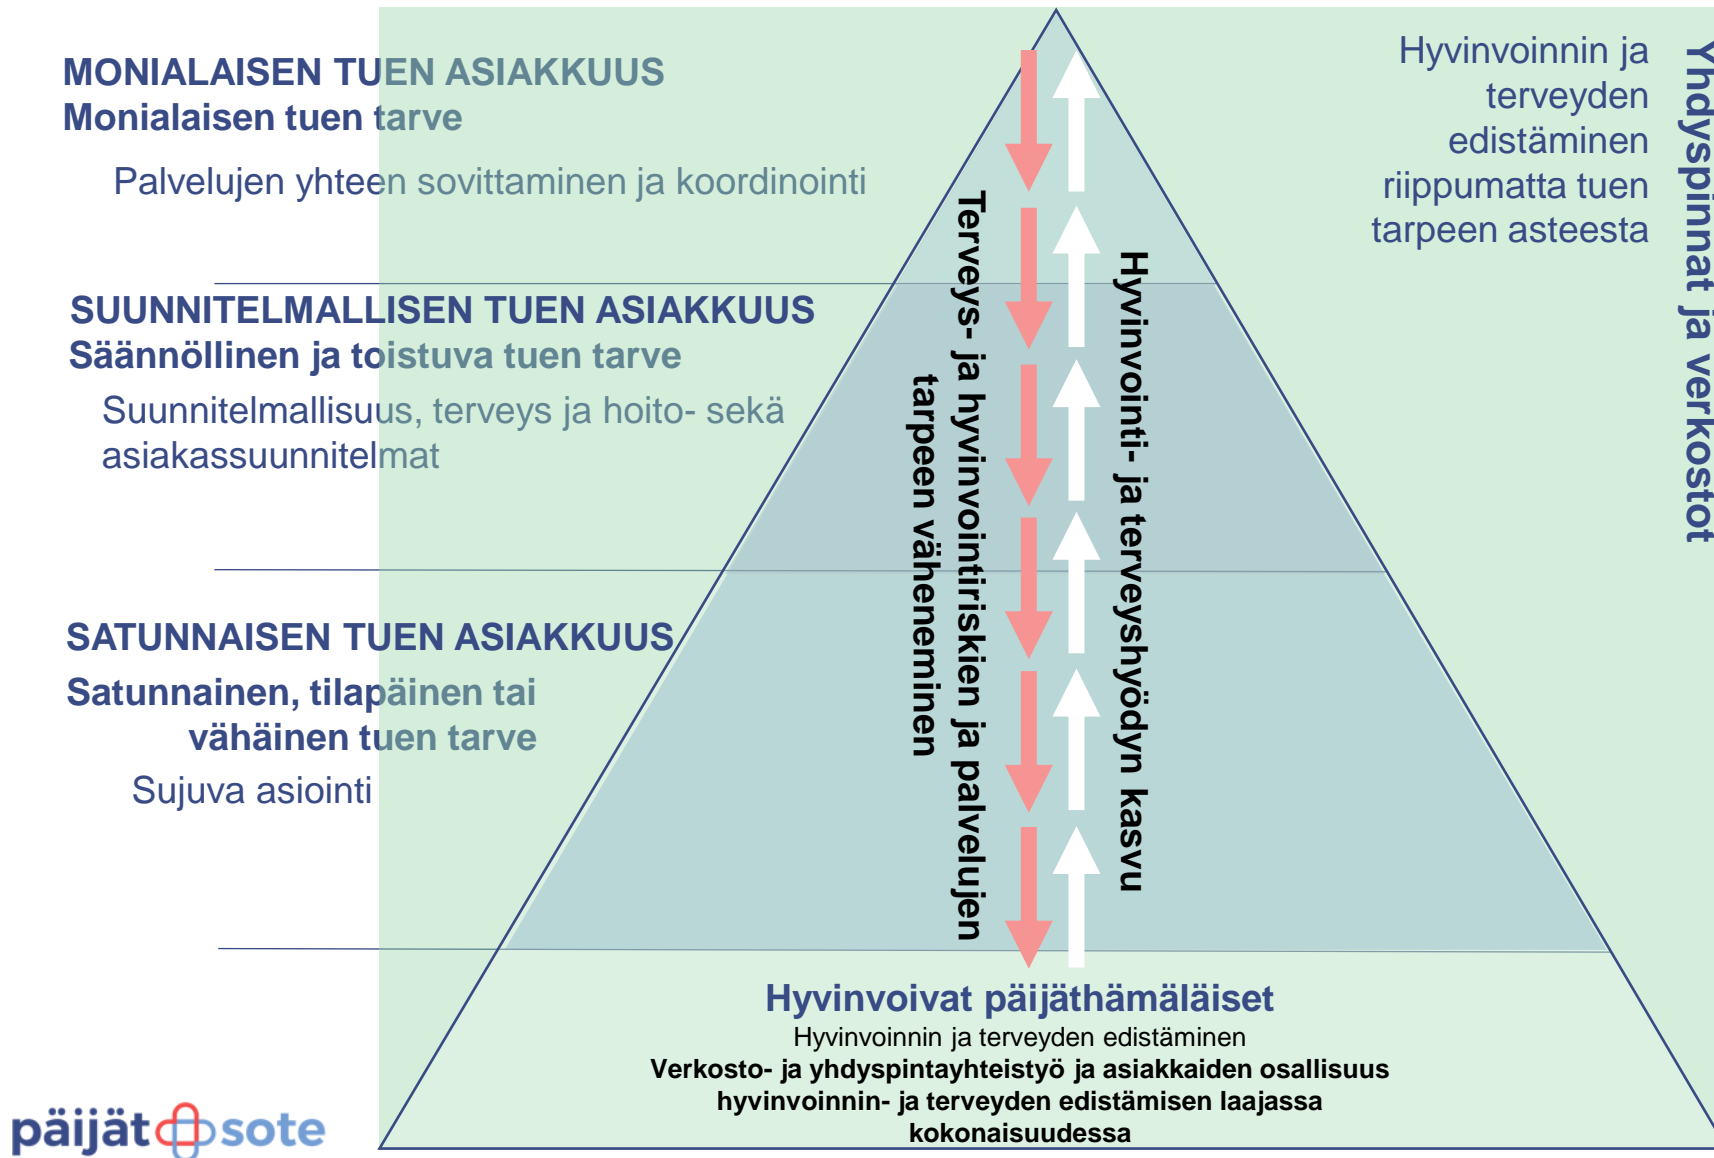 MONIALAISEN TUEN ASIAKKUUS
Monialaisen tuen tarve
Palvelujen yhteen sovittaminen ja koordinointi
SUUNNITELMALLISEN TUEN ASIAKKUUS
Säännöllinen ja toistuva tuen tarve
Suunnitelmallisuus, terveys ja hoito- sekä
asiakassuunnitelmat
SATUNNAISEN TUEN ASIAKKUUS
Satunnainen, tilapäinen tai
vähäinen tuen tarve
Sujuva asiointi
Terveys- ja hyvinvointiriskien ja palvelujen
tarpeen väheneminen
Hyvinvointi- ja terveyshyödyn kasvu
Hyvinvoinnin ja
terveyden
edistäminen
riippumatta tuen
tarpeen asteesta
Yhdyspinnat ja verkostot
Hyvinvoivat päijäthämäläiset
Hyvinvoinnin ja terveyden edistäminen
Verkosto- ja yhdyspintayhteistyö ja asiakkaiden osallisuus
hyvinvoinnin- ja terveyden edistämisen laajassa
kokonaisuudessa
päijät sote